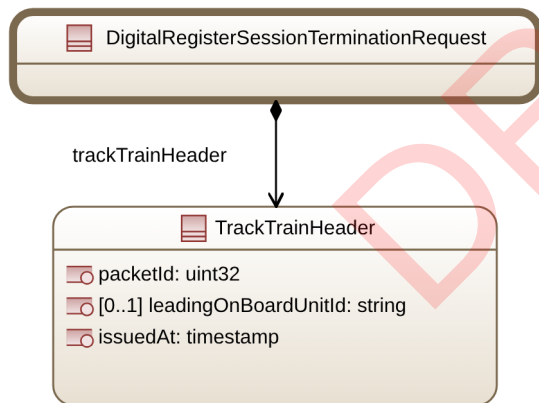 DigitalRegisterSessionTerminationRequest
trackTrainHeader
TrackTrainHeader
packetId: uint32
[0..1] leadingOnBoardUnitId: string
issuedAt: timestamp